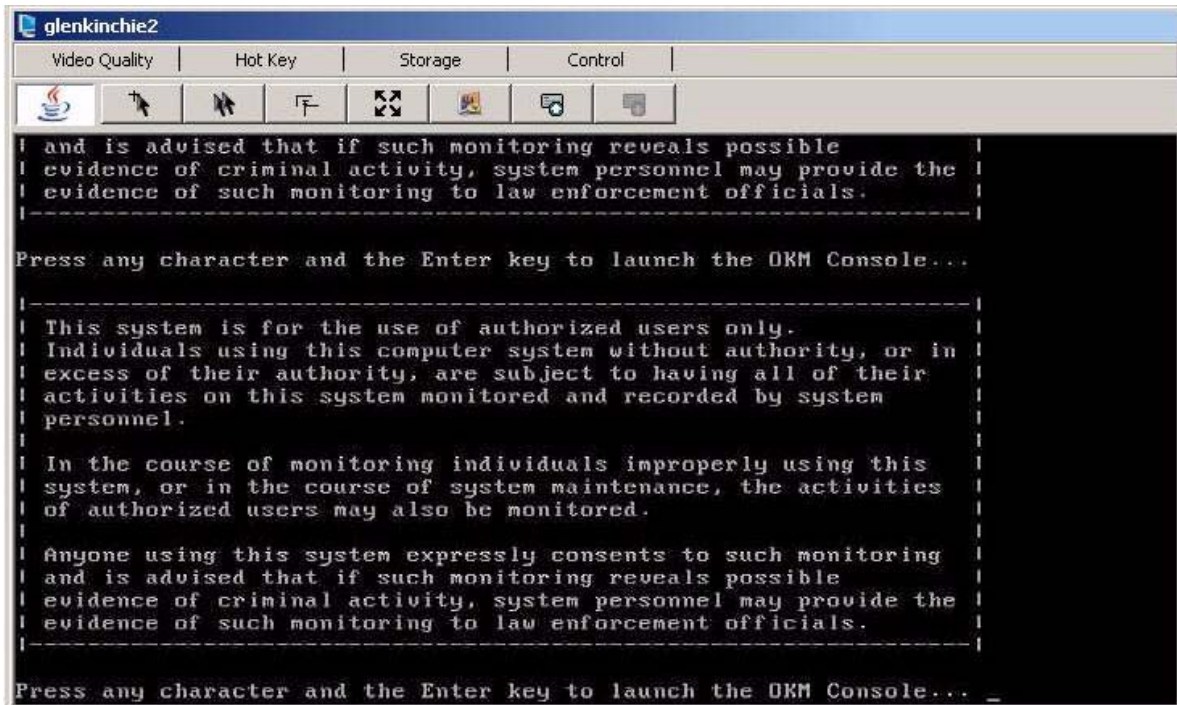 glenkinchie2
Video Quality Hot Key Storage Control
and is advised that if such monitoring reveals possible
evidence of criminal activity, system personnel may provide the
evidence of such monitoring to law enforcement officials.
Press any character and the Enter key to launch the OKM Console...
This system is for the use of authorized users only.
Individuals using this computer system without authority, or in
excess of their authority, are subject to having all of their
activities on this system monitored and recorded by system
personnel.
In the course of monitoring individuals improperly using this
system, or in the course of system maintenance, the activities
of authorized users may also be monitored.
Anyone using this system expressly consents to such monitoring
and is advised that if such monitoring reveals possible
evidence of criminal activity, system personnel may provide the
evidence of such monitoring to law enforcement officials.
Press any character and the Enter key to launch the OKM Console... _